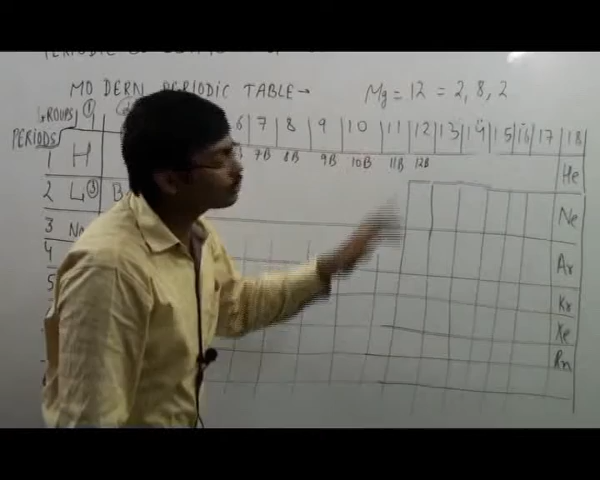 MODERN PERIODIC TABLE→ Mg = 12 = 2, 8, 2
GROUPS 1 6 7 8 9 10 11 12 13 14 15 16 17 18
PERIODS
7B 8B 9B 10B 11B 12B
1 H He
2 Li 3 B Ne
3 Na Ar
4 Kr
5 Xe
Rn